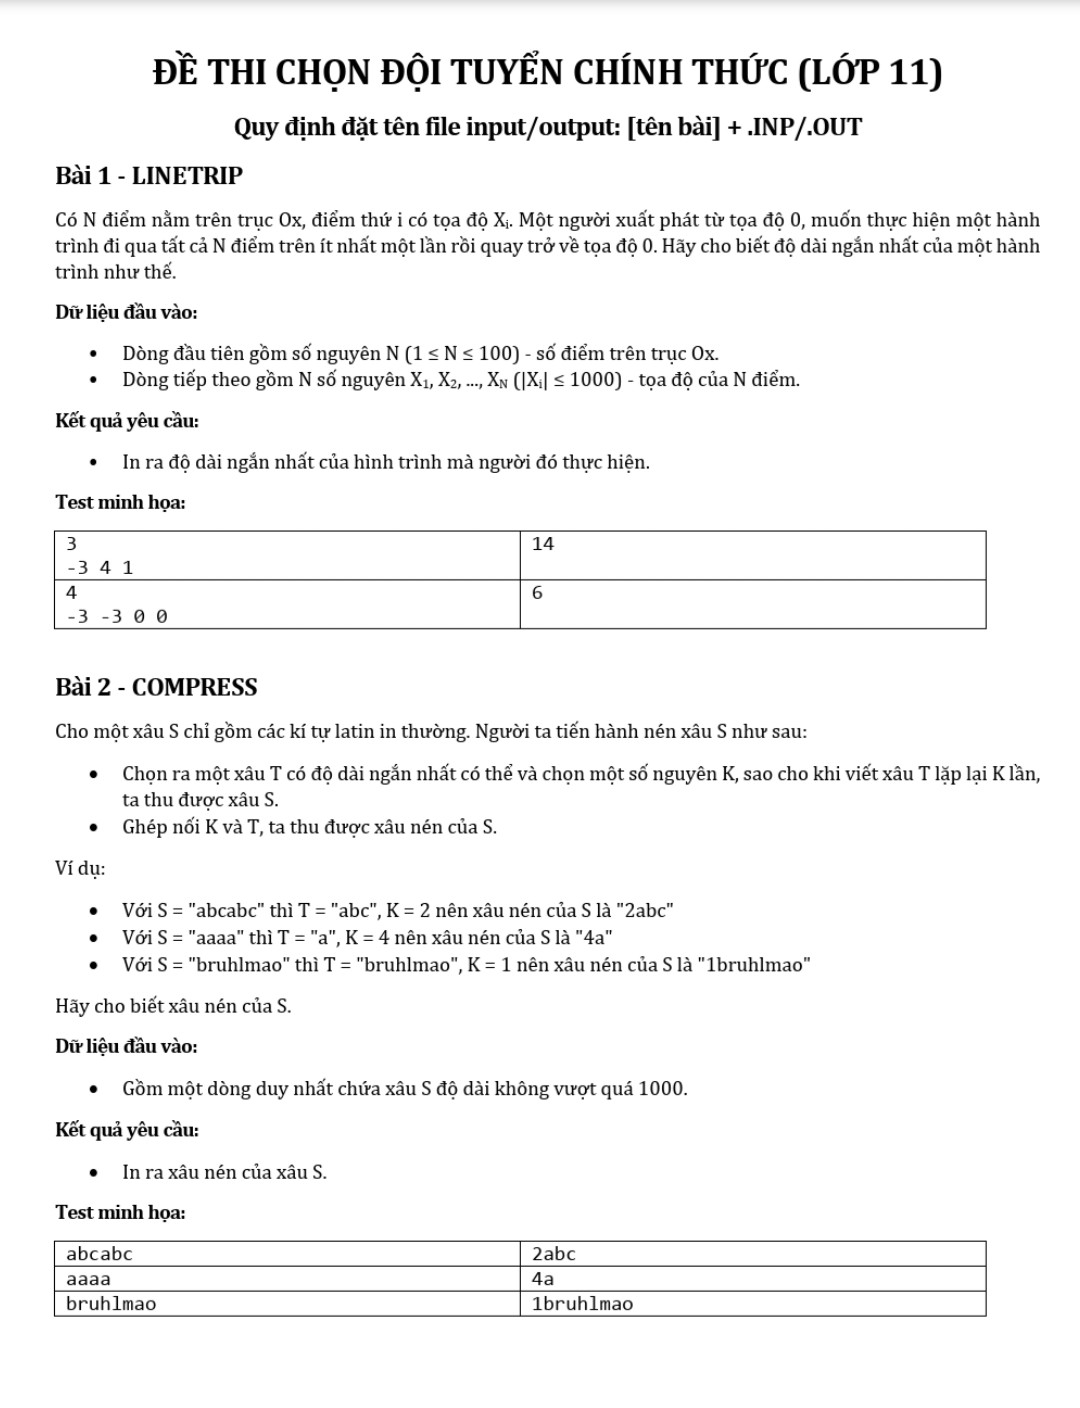 ĐỀ THI CHỌN ĐỘI TUYỂN CHÍNH THỨC (LỚP 11)
Quy định đặt tên file input/output: [tên bài] + .INP/.OUT
Bài 1 - LINETRIP
Có N điểm nằm trên trục Ox, điểm thứ i có tọa độ Xᵢ. Một người xuất phát từ tọa độ 0, muốn thực hiện một hành
trình đi qua tất cả N điểm trên ít nhất một lần rồi quay trở về tọa độ 0. Hãy cho biết độ dài ngắn nhất của một hành
trình như thế.
Dữ liệu đầu vào:
• Dòng đầu tiên gồm số nguyên N (1 ≤ N ≤ 100) - số điểm trên trục Ox.
• Dòng tiếp theo gồm N số nguyên X₁, X₂, ..., Xɴ (|Xᵢ| ≤ 1000) - tọa độ của N điểm.
Kết quả yêu cầu:
• In ra độ dài ngắn nhất của hình trình mà người đó thực hiện.
Test minh họa:
3 14
-3 4 1
4 6
-3 -3 0 0
Bài 2 - COMPRESS
Cho một xâu S chỉ gồm các kí tự latin in thường. Người ta tiến hành nén xâu S như sau:
• Chọn ra một xâu T có độ dài ngắn nhất có thể và chọn một số nguyên K, sao cho khi viết xâu T lặp lại K lần,
ta thu được xâu S.
• Ghép nối K và T, ta thu được xâu nén của S.
Ví dụ:
• Với S = "abcabc" thì T = "abc", K = 2 nên xâu nén của S là "2abc"
• Với S = "aaaa" thì T = "a", K = 4 nên xâu nén của S là "4a"
• Với S = "bruhlmao" thì T = "bruhlmao", K = 1 nên xâu nén của S là "1bruhlmao"
Hãy cho biết xâu nén của S.
Dữ liệu đầu vào:
• Gồm một dòng duy nhất chứa xâu S độ dài không vượt quá 1000.
Kết quả yêu cầu:
• In ra xâu nén của xâu S.
Test minh họa:
abcabc 2abc
aaaa 4a
bruhlmao 1bruhlmao